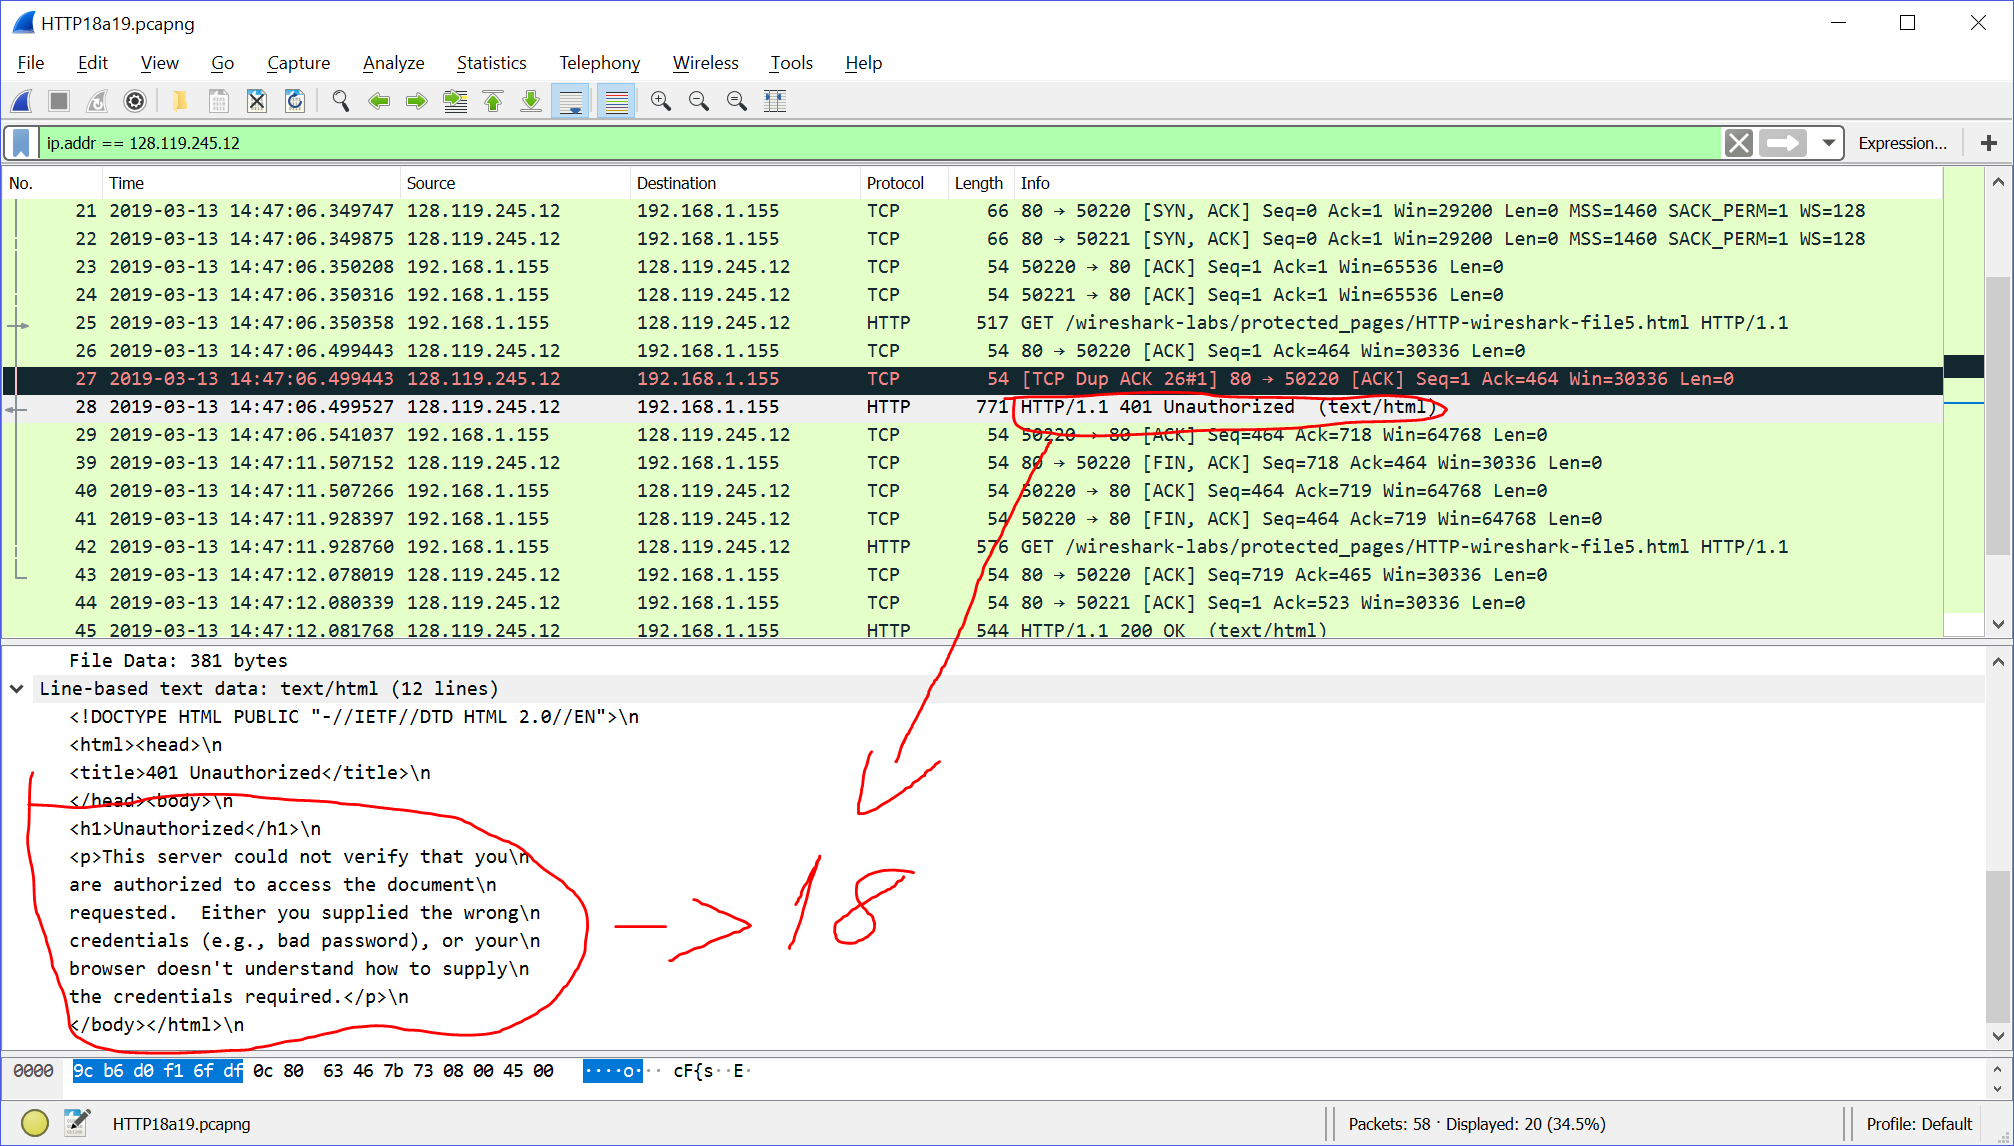 HTTP18a19.pcapng
File Edit View Go Capture Analyze Statistics Telephony Wireless Tools Help
ip.addr == 128.119.245.12 Expression... +
No. Time Source Destination Protocol Length Info
21 2019-03-13 14:47:06.349747 128.119.245.12 192.168.1.155 TCP 66 80 → 50220 [SYN, ACK] Seq=0 Ack=1 Win=29200 Len=0 MSS=1460 SACK_PERM=1 WS=128
22 2019-03-13 14:47:06.349875 128.119.245.12 192.168.1.155 TCP 66 80 → 50221 [SYN, ACK] Seq=0 Ack=1 Win=29200 Len=0 MSS=1460 SACK_PERM=1 WS=128
23 2019-03-13 14:47:06.350208 192.168.1.155 128.119.245.12 TCP 54 50220 → 80 [ACK] Seq=1 Ack=1 Win=65536 Len=0
24 2019-03-13 14:47:06.350316 192.168.1.155 128.119.245.12 TCP 54 50221 → 80 [ACK] Seq=1 Ack=1 Win=65536 Len=0
25 2019-03-13 14:47:06.350358 192.168.1.155 128.119.245.12 HTTP 517 GET /wireshark-labs/protected_pages/HTTP-wireshark-file5.html HTTP/1.1
26 2019-03-13 14:47:06.499443 128.119.245.12 192.168.1.155 TCP 54 80 → 50220 [ACK] Seq=1 Ack=464 Win=30336 Len=0
27 2019-03-13 14:47:06.499443 128.119.245.12 192.168.1.155 TCP 54 [TCP Dup ACK 26#1] 80 → 50220 [ACK] Seq=1 Ack=464 Win=30336 Len=0
28 2019-03-13 14:47:06.499527 128.119.245.12 192.168.1.155 HTTP 771 HTTP/1.1 401 Unauthorized (text/html)
29 2019-03-13 14:47:06.541037 192.168.1.155 128.119.245.12 TCP 54 50220 → 80 [ACK] Seq=464 Ack=718 Win=64768 Len=0
39 2019-03-13 14:47:11.507152 128.119.245.12 192.168.1.155 TCP 54 80 → 50220 [FIN, ACK] Seq=718 Ack=464 Win=30336 Len=0
40 2019-03-13 14:47:11.507266 192.168.1.155 128.119.245.12 TCP 54 50220 → 80 [ACK] Seq=464 Ack=719 Win=64768 Len=0
41 2019-03-13 14:47:11.928397 192.168.1.155 128.119.245.12 TCP 54 50220 → 80 [FIN, ACK] Seq=464 Ack=719 Win=64768 Len=0
42 2019-03-13 14:47:11.928760 192.168.1.155 128.119.245.12 HTTP 576 GET /wireshark-labs/protected_pages/HTTP-wireshark-file5.html HTTP/1.1
43 2019-03-13 14:47:12.078019 128.119.245.12 192.168.1.155 TCP 54 80 → 50220 [ACK] Seq=719 Ack=465 Win=30336 Len=0
44 2019-03-13 14:47:12.080339 128.119.245.12 192.168.1.155 TCP 54 80 → 50221 [ACK] Seq=1 Ack=523 Win=30336 Len=0
45 2019-03-13 14:47:12.081768 128.119.245.12 192.168.1.155 HTTP 544 HTTP/1.1 200 OK (text/html)
File Data: 381 bytes
Line-based text data: text/html (12 lines)
<!DOCTYPE HTML PUBLIC "-//IETF//DTD HTML 2.0//EN">\n
<html><head>\n
<title>401 Unauthorized</title>\n
</head><body>\n
<h1>Unauthorized</h1>\n
<p>This server could not verify that you\n
are authorized to access the document\n
requested.  Either you supplied the wrong\n
credentials (e.g., bad password), or your\n
browser doesn't understand how to supply\n
the credentials required.</p>\n
</body></html>\n
—> 18
0000 9c b6 d0 f1 6f df 0c 80 63 46 7b 73 08 00 45 00 ····o· ·· cF{s··E·
HTTP18a19.pcapng Packets: 58 · Displayed: 20 (34.5%) Profile: Default